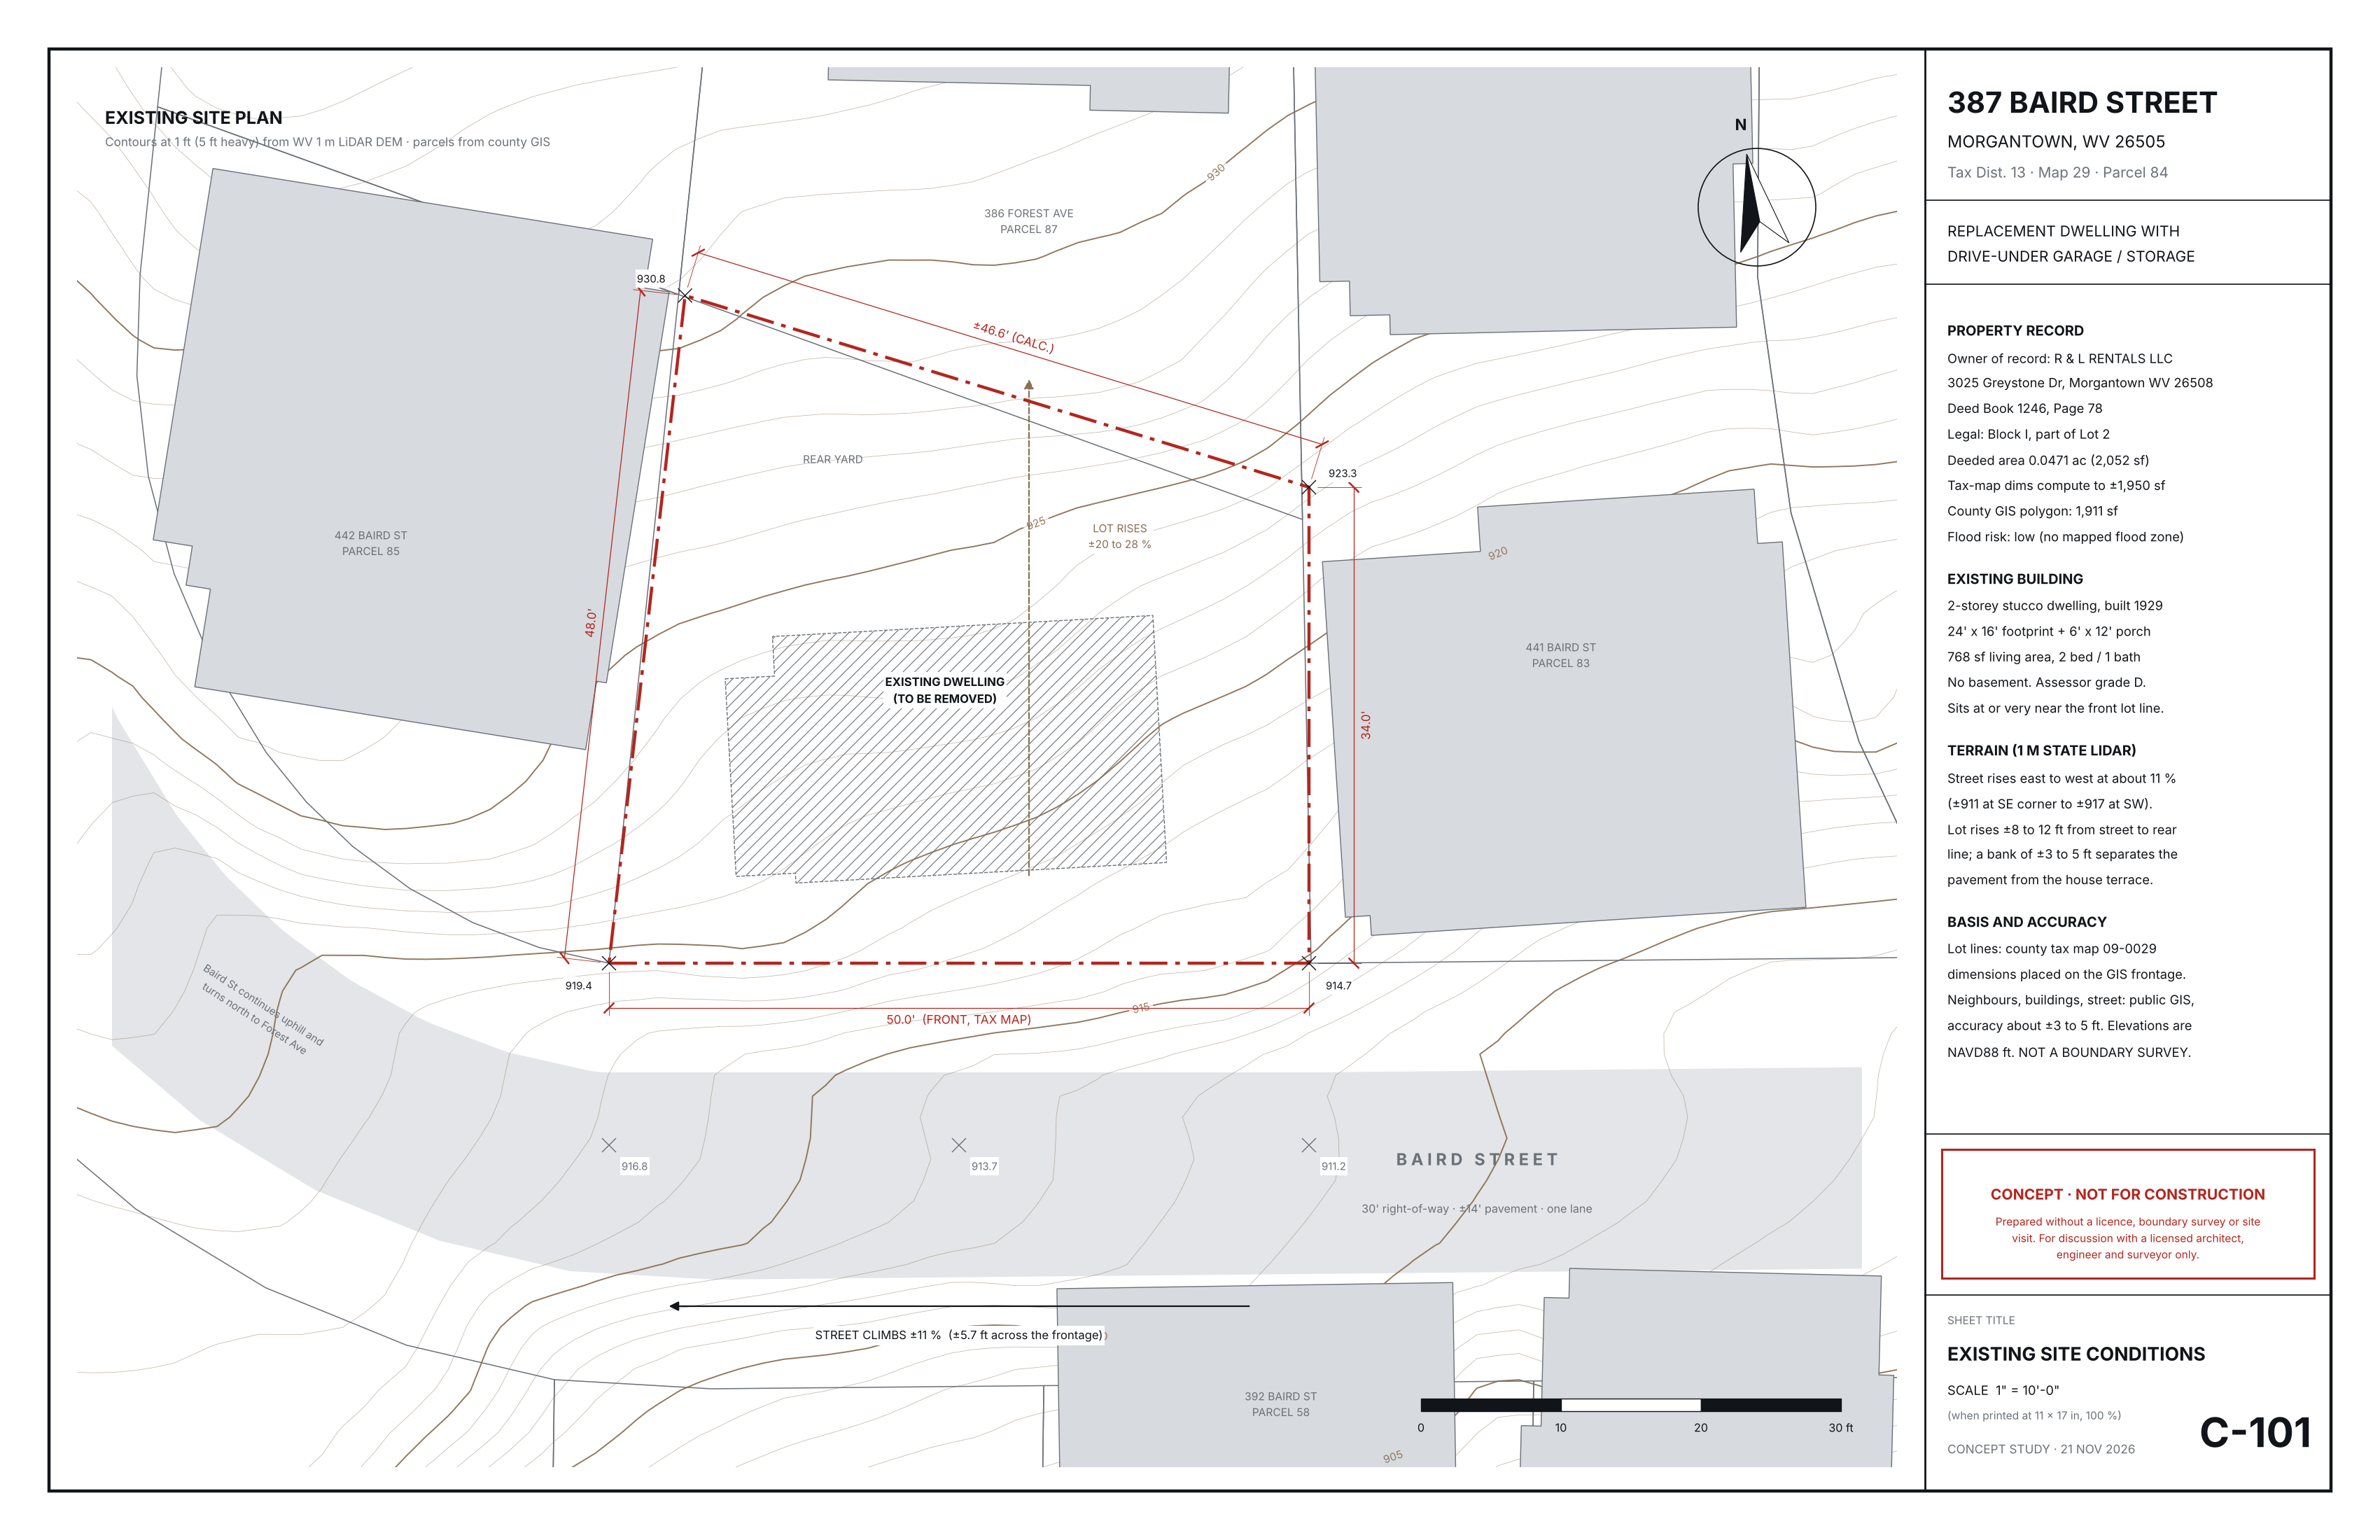 EXISTING SITE PLAN
Contours at 1 ft (5 ft heavy) from WV 1 m LiDAR DEM · parcels from county GIS
N
930
386 FOREST AVE
PARCEL 87
930.8
±46.6' (CALC.)
REAR YARD
923.3
925
LOT RISES
±20 to 28 %
920
442 BAIRD ST
PARCEL 85
48.0'
441 BAIRD ST
PARCEL 83
EXISTING DWELLING
(TO BE REMOVED)
34.0'
919.4
914.7
915
50.0' (FRONT, TAX MAP)
Baird St continues uphill and
turns north to Forest Ave
916.8
913.7
911.2
BAIRD STREET
30' right-of-way · ±14' pavement · one lane
STREET CLIMBS ±11 % (±5.7 ft across the frontage)
392 BAIRD ST
PARCEL 58
905
0 10 20 30 ft
387 BAIRD STREET
MORGANTOWN, WV 26505
Tax Dist. 13 · Map 29 · Parcel 84
REPLACEMENT DWELLING WITH
DRIVE-UNDER GARAGE / STORAGE
PROPERTY RECORD
Owner of record: R & L RENTALS LLC
3025 Greystone Dr, Morgantown WV 26508
Deed Book 1246, Page 78
Legal: Block I, part of Lot 2
Deeded area 0.0471 ac (2,052 sf)
Tax-map dims compute to ±1,950 sf
County GIS polygon: 1,911 sf
Flood risk: low (no mapped flood zone)
EXISTING BUILDING
2-storey stucco dwelling, built 1929
24' x 16' footprint + 6' x 12' porch
768 sf living area, 2 bed / 1 bath
No basement. Assessor grade D.
Sits at or very near the front lot line.
TERRAIN (1 M STATE LIDAR)
Street rises east to west at about 11 %
(±911 at SE corner to ±917 at SW).
Lot rises ±8 to 12 ft from street to rear
line; a bank of ±3 to 5 ft separates the
pavement from the house terrace.
BASIS AND ACCURACY
Lot lines: county tax map 09-0029
dimensions placed on the GIS frontage.
Neighbours, buildings, street: public GIS,
accuracy about ±3 to 5 ft. Elevations are
NAVD88 ft. NOT A BOUNDARY SURVEY.
CONCEPT · NOT FOR CONSTRUCTION
Prepared without a licence, boundary survey or site
visit. For discussion with a licensed architect,
engineer and surveyor only.
SHEET TITLE
EXISTING SITE CONDITIONS
SCALE 1" = 10'-0"
(when printed at 11 × 17 in, 100 %)
CONCEPT STUDY · 21 NOV 2026
C-101